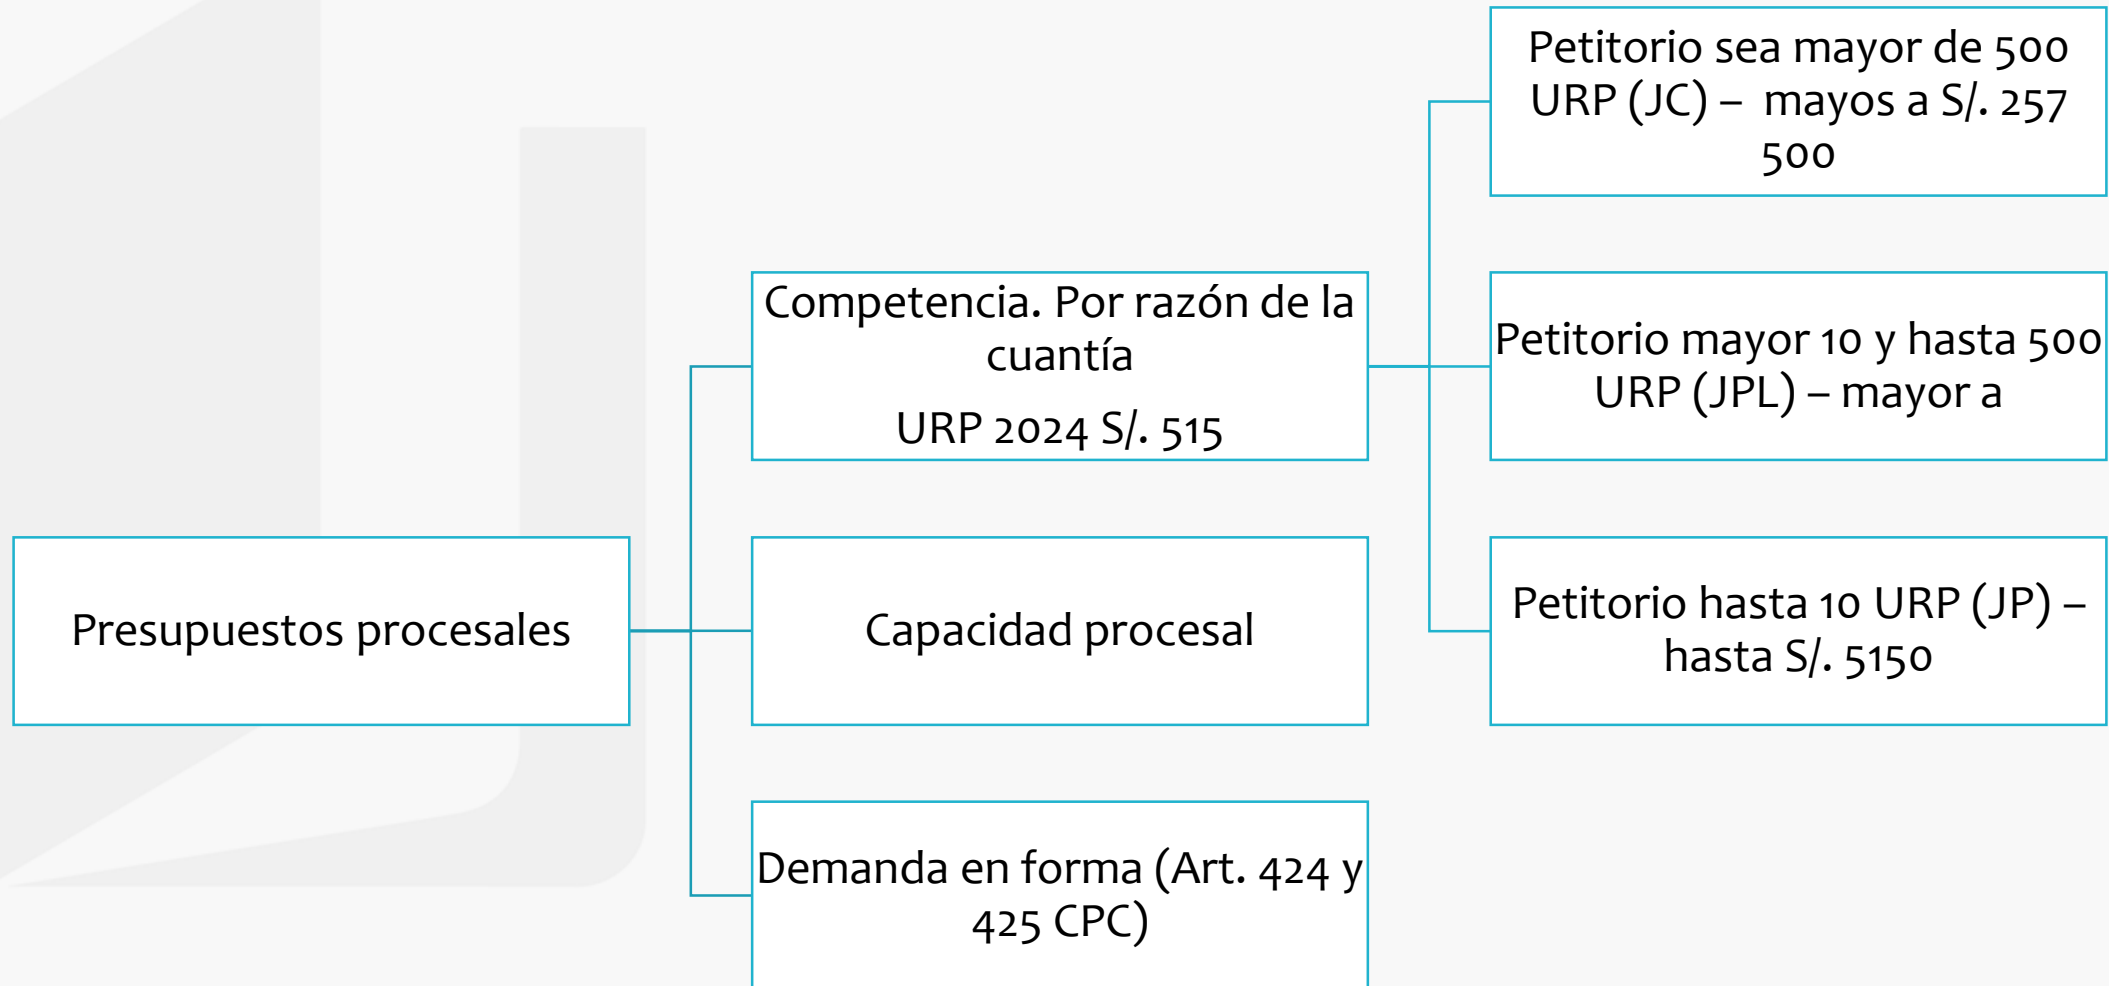 Presupuestos procesales
Competencia. Por razón de la
cuantía
URP 2024 S/. 515
Petitorio sea mayor de 500
URP (JC) – mayos a S/. 257
500
Petitorio mayor 10 y hasta 500
URP (JPL) – mayor a
Petitorio hasta 10 URP (JP) –
hasta S/. 5150
Capacidad procesal
Demanda en forma (Art. 424 y
425 CPC)